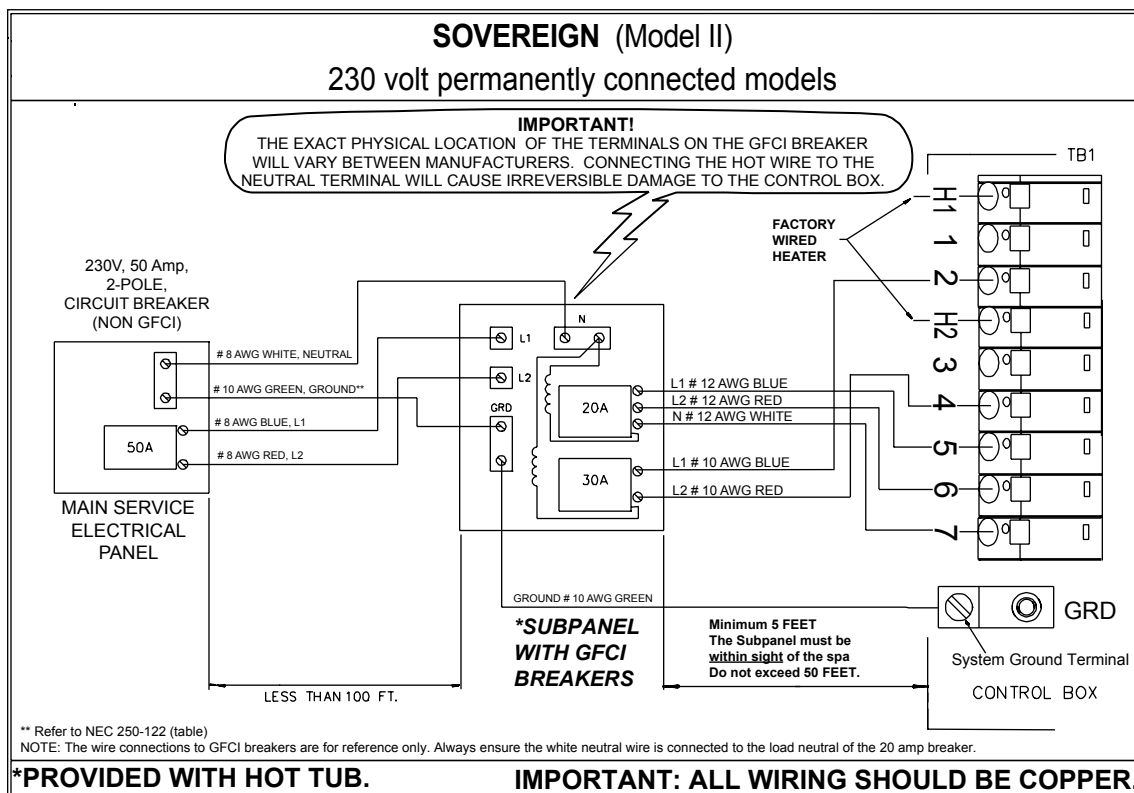 SOVEREIGN (Model II)
230 volt permanently connected models
IMPORTANT!
THE EXACT PHYSICAL LOCATION OF THE TERMINALS ON THE GFCI BREAKER
WILL VARY BETWEEN MANUFACTURERS. CONNECTING THE HOT WIRE TO THE
NEUTRAL TERMINAL WILL CAUSE IRREVERSIBLE DAMAGE TO THE CONTROL BOX.
230V, 50 Amp,
2-POLE,
CIRCUIT BREAKER
(NON GFCI)
# 8 AWG WHITE, NEUTRAL
# 10 AWG GREEN, GROUND**
# 8 AWG BLUE, L1
# 8 AWG RED, L2
50A
MAIN SERVICE
ELECTRICAL
PANEL
N
L1
L2
GRD
20A
30A
L1 # 12 AWG BLUE
L2 # 12 AWG RED
N # 12 AWG WHITE
L1 # 10 AWG BLUE
L2 # 10 AWG RED
FACTORY
WIRED
HEATER
TB1
H1
1
2
H2
3
4
5
6
7
GROUND # 10 AWG GREEN
*SUBPANEL
WITH GFCI
BREAKERS
Minimum 5 FEET
The Subpanel must be
within sight of the spa
Do not exceed 50 FEET.
GRD
System Ground Terminal
CONTROL BOX
LESS THAN 100 FT.
** Refer to NEC 250-122 (table)
NOTE: The wire connections to GFCI breakers are for reference only. Always ensure the white neutral wire is connected to the load neutral of the 20 amp breaker.
*PROVIDED WITH HOT TUB.
IMPORTANT: ALL WIRING SHOULD BE COPPER.